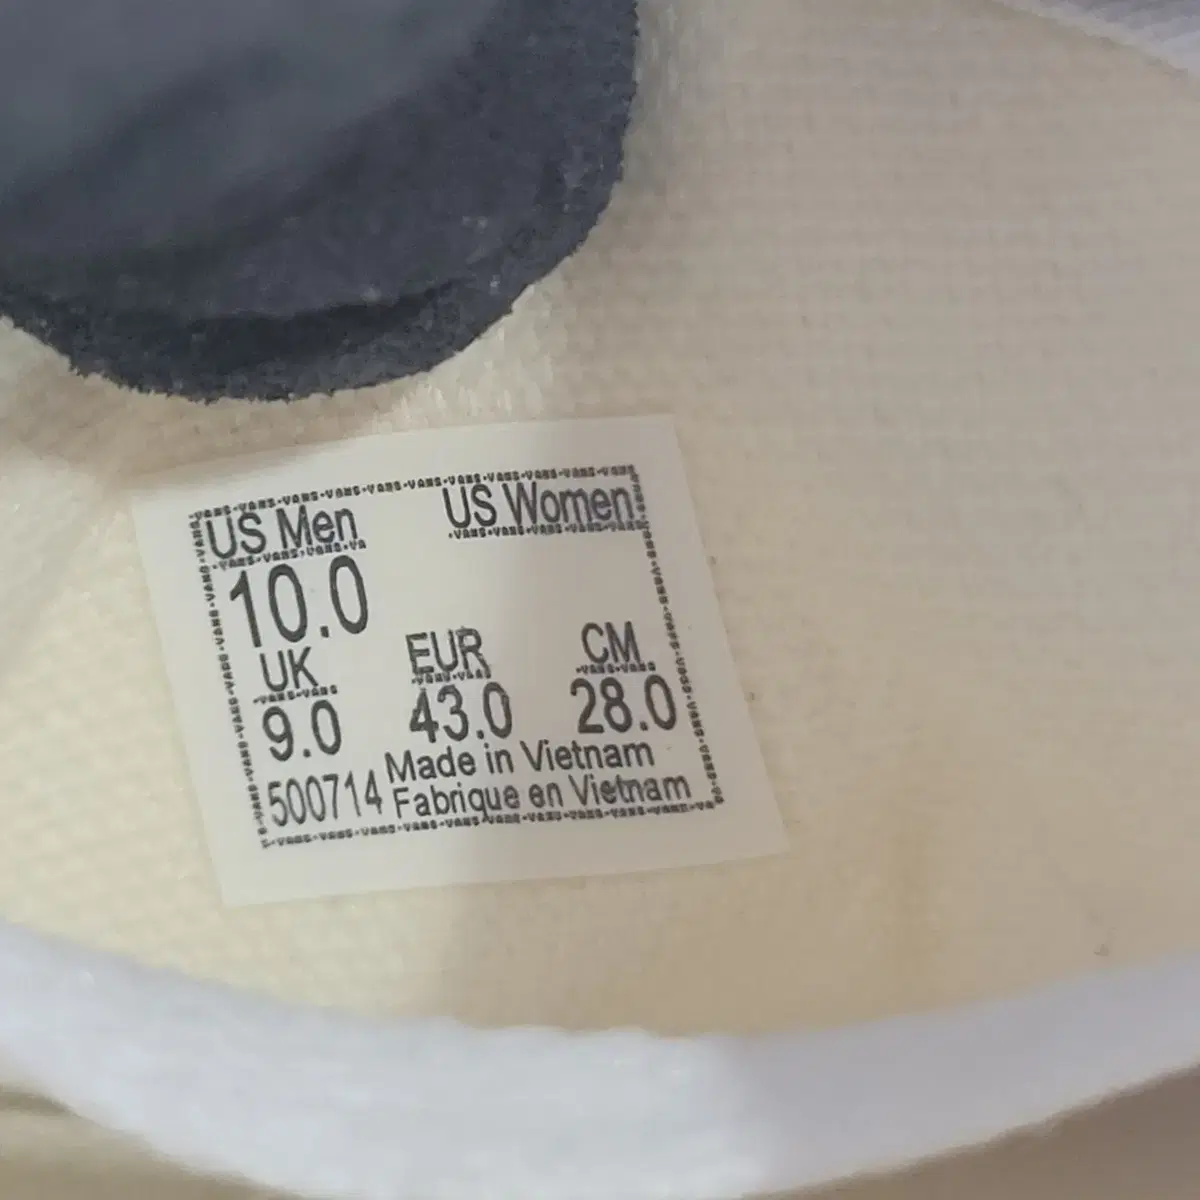 US Men US Women
10.0
UK EUR CM
9.0 43.0 28.0
Made in Vietnam
500714 Fabrique en Vietnam